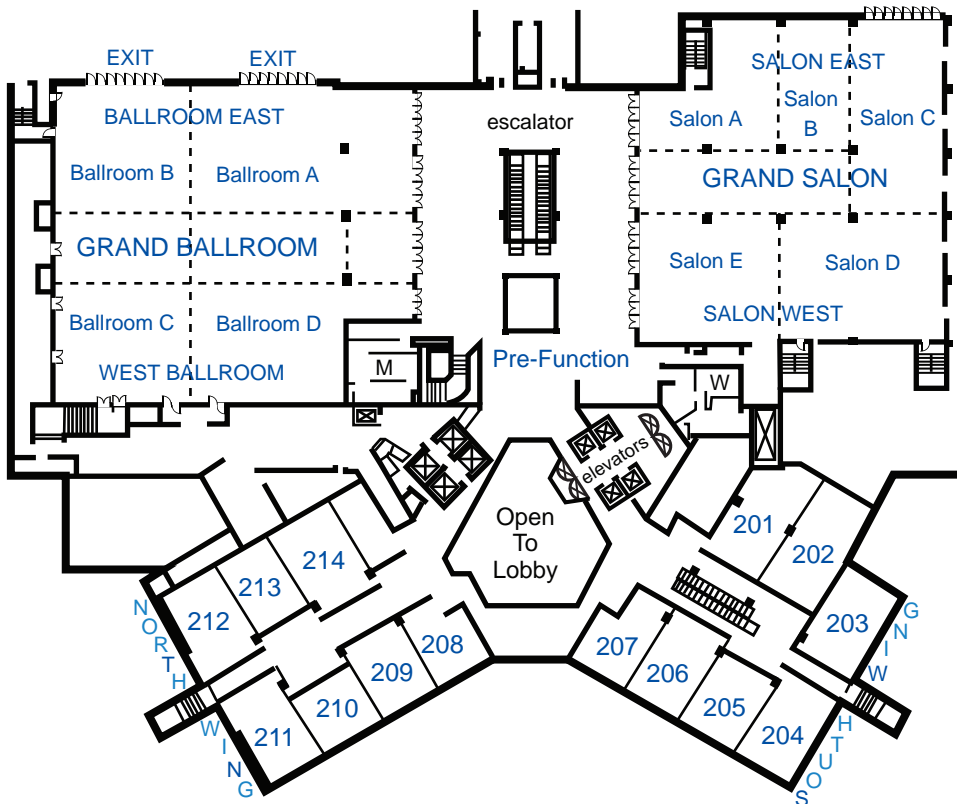 EXIT
EXIT
BALLROOM EAST
Ballroom B
Ballroom A
GRAND BALLROOM
Ballroom C
Ballroom D
WEST BALLROOM
escalator
SALON EAST
Salon A
Salon
B
Salon C
GRAND SALON
Salon E
Salon D
SALON WEST
Pre-Function
M
W
elevators
Open
To
Lobby
201
202
203
204
205
206
207
208
209
210
211
212
213
214
NORTH WING
SOUTH WING